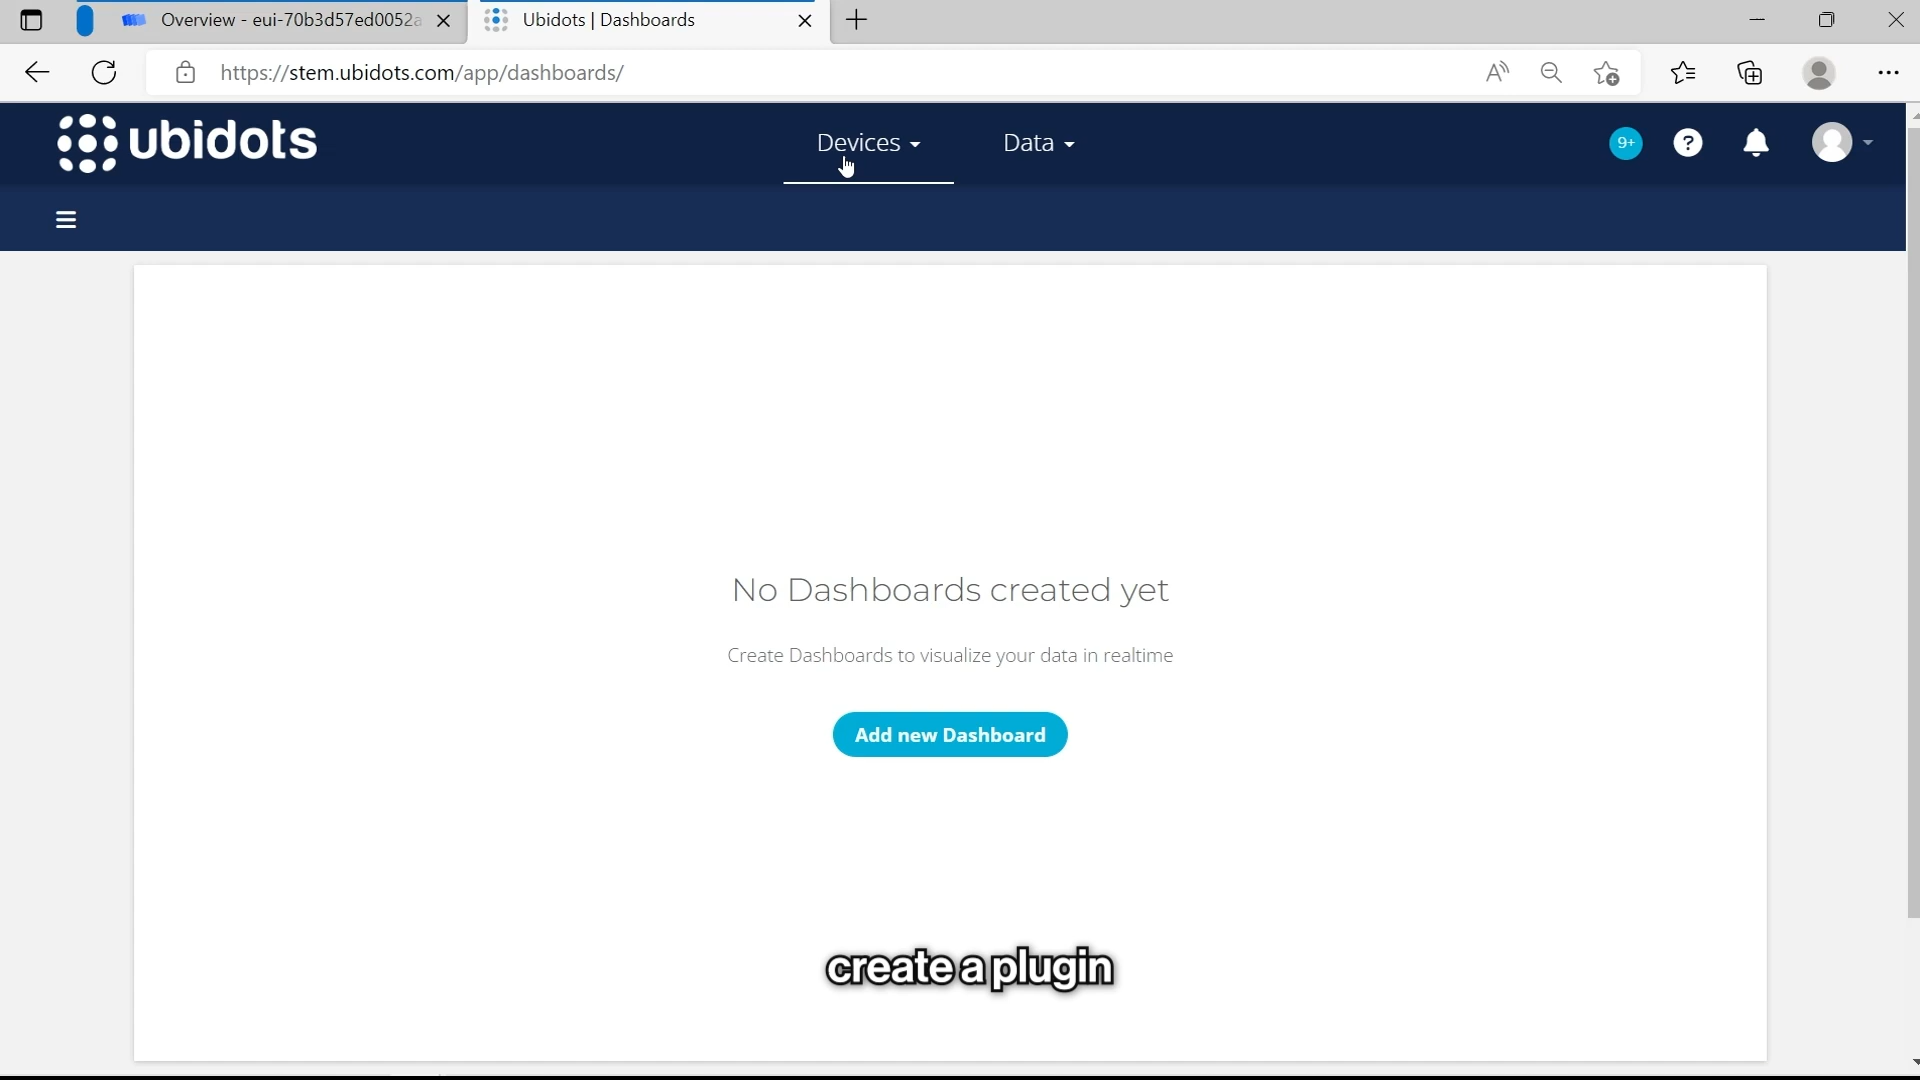 Overview - eui-70b3d57ed0052a
Ubidots | Dashboards
https://stem.ubidots.com/app/dashboards/
ubidots
Devices
Data
9+
?
No Dashboards created yet
Create Dashboards to visualize your data in realtime
Add new Dashboard
create a plugin